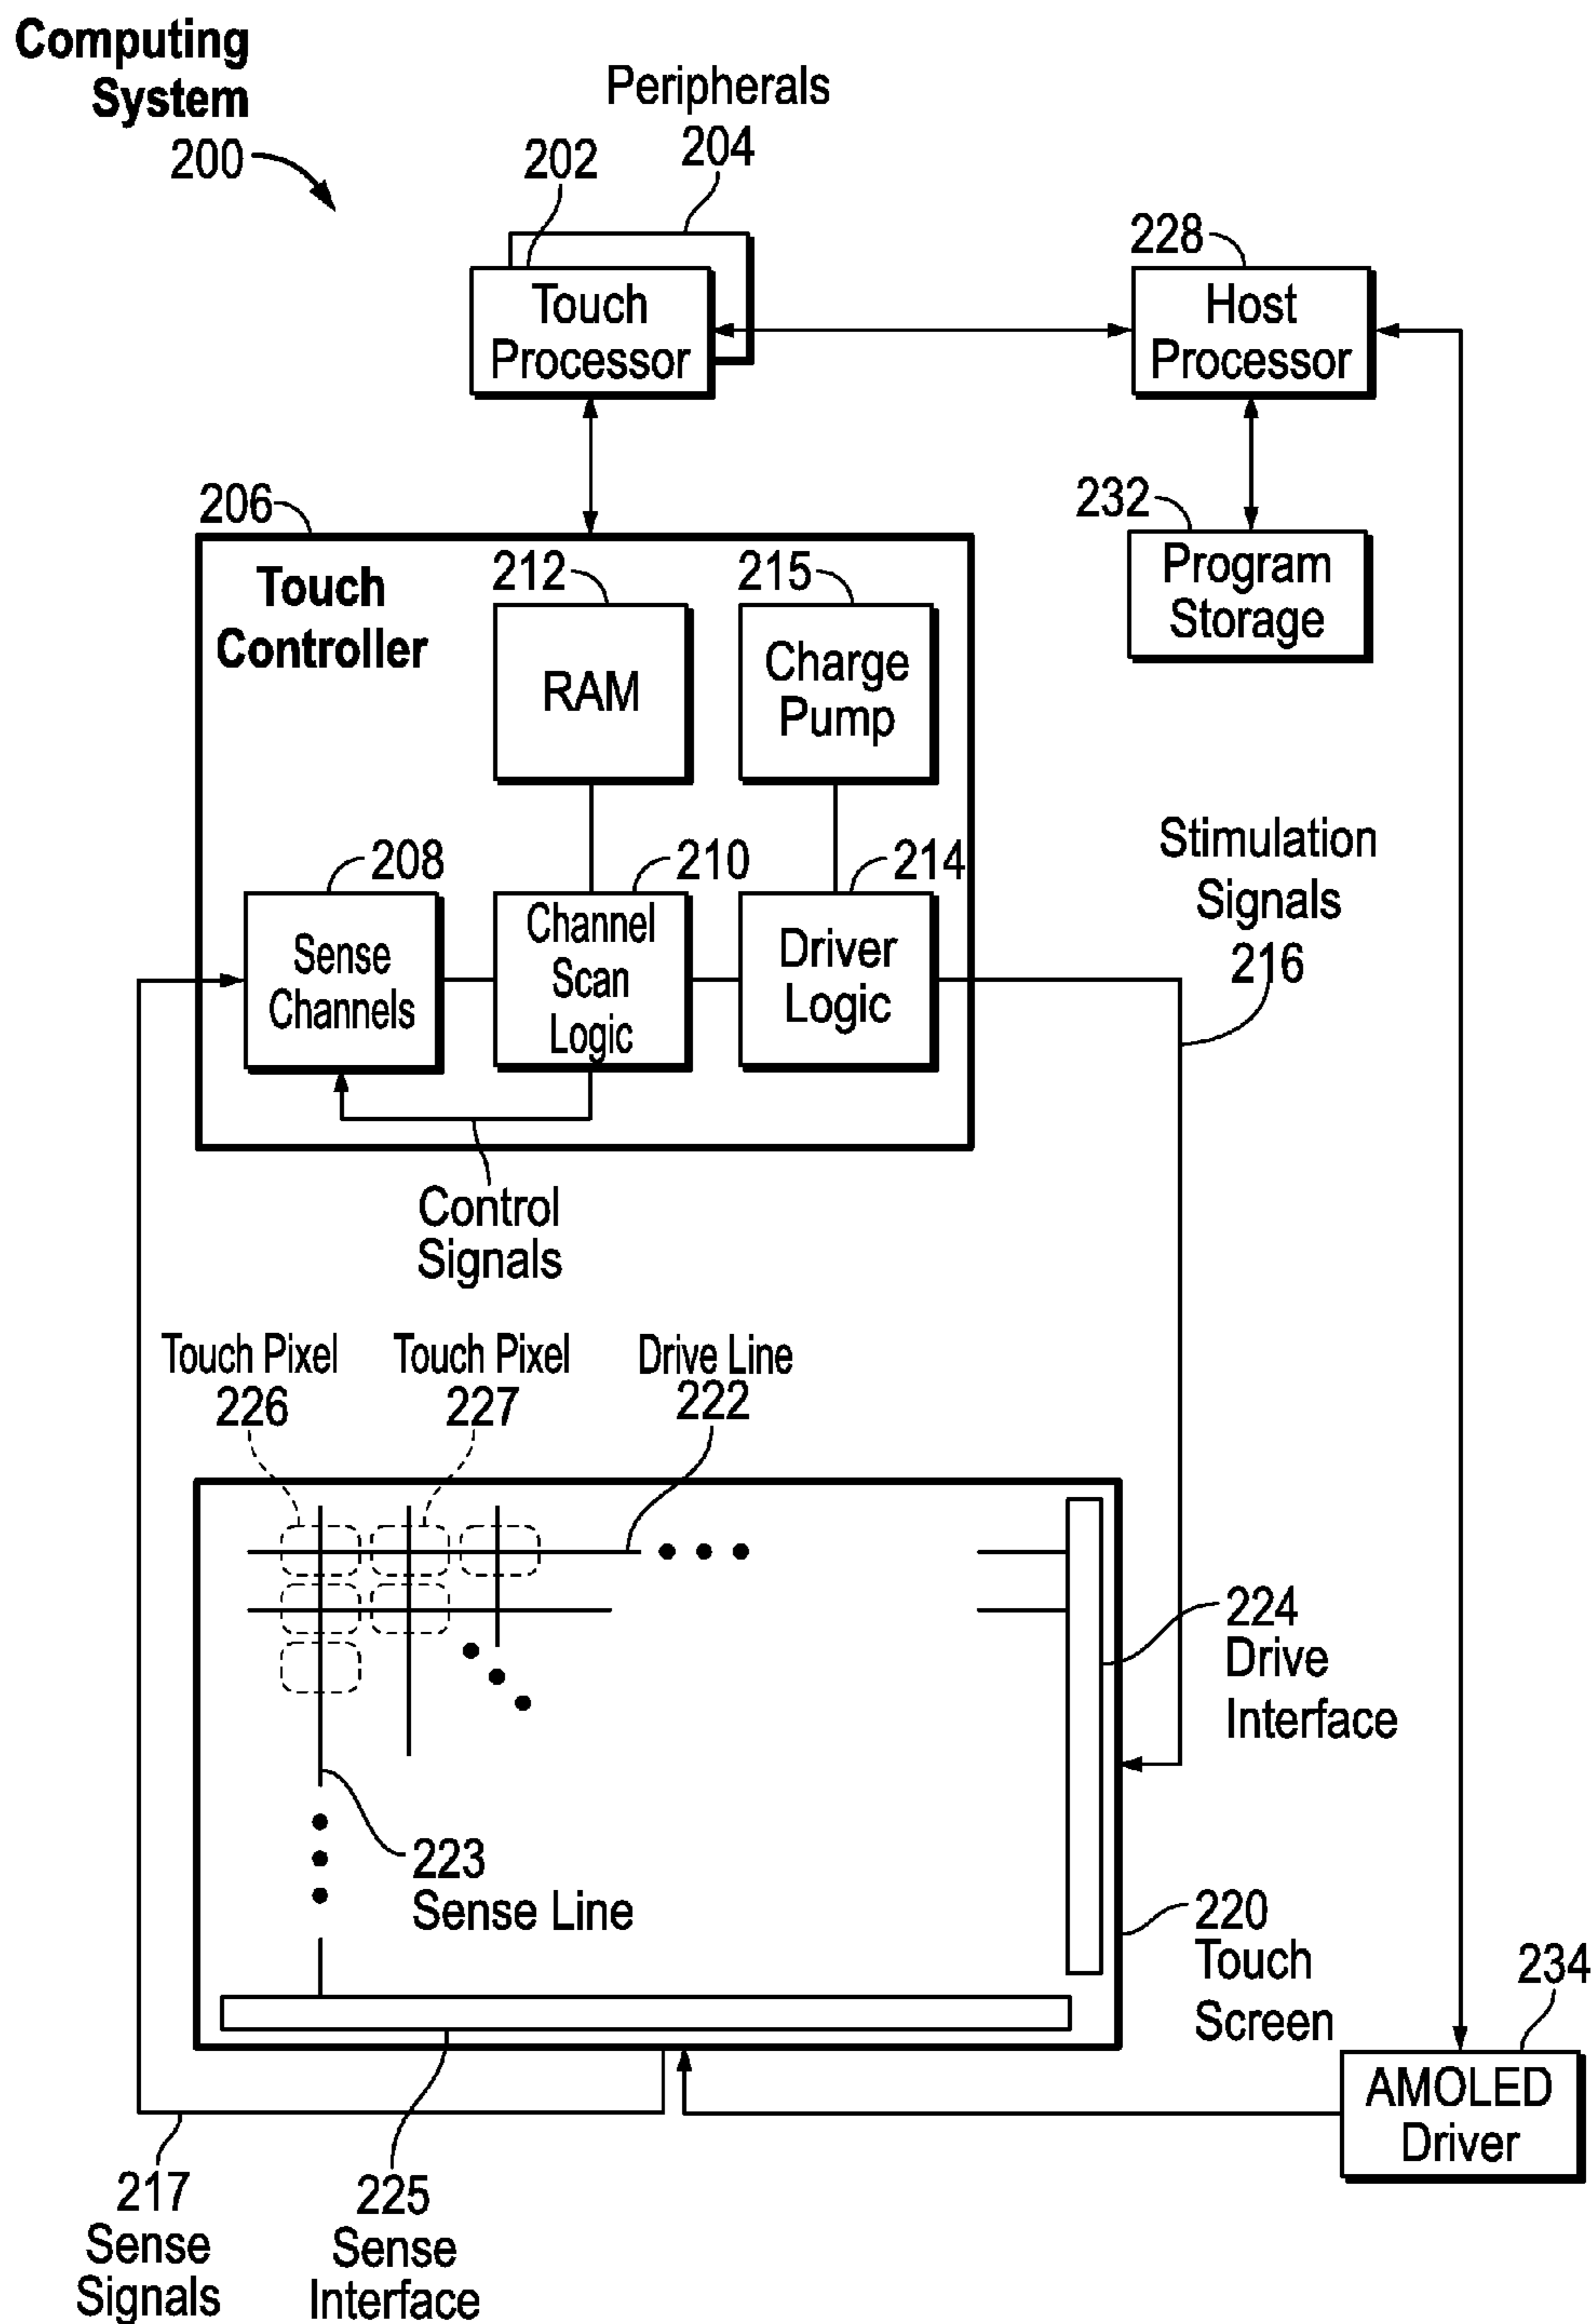 Computing
System
200
Peripherals
204
202
Touch
Processor
228
Host
Processor
232
Program
Storage
206
Touch
Controller
212
RAM
215
Charge
Pump
208
Sense
Channels
210
Channel
Scan
Logic
214
Driver
Logic
Stimulation
Signals
216
Control
Signals
Touch Pixel
226
Touch Pixel
227
Drive Line
222
224
Drive
Interface
223
Sense Line
220
Touch
Screen
234
AMOLED
Driver
217
Sense
Signals
225
Sense
Interface